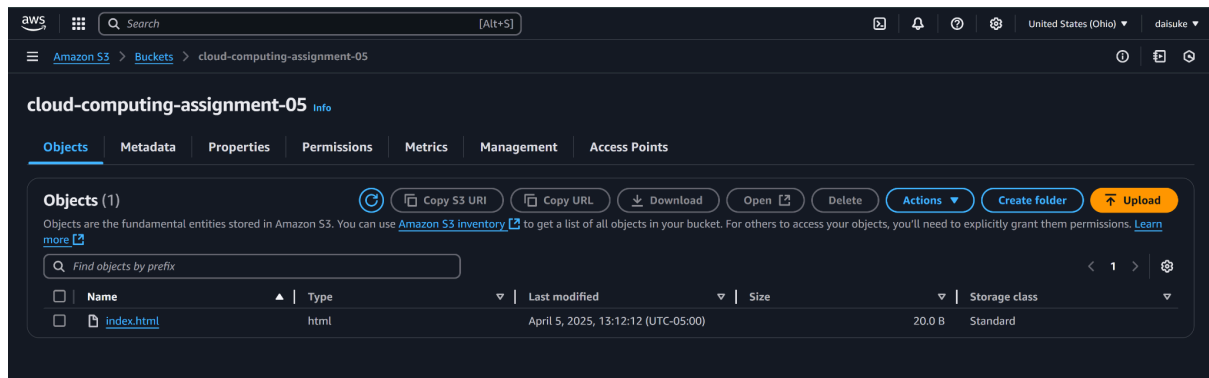 aws Search [Alt+S] United States (Ohio) ▼ daisuke ▼
Amazon S3 > Buckets > cloud-computing-assignment-05
cloud-computing-assignment-05 Info
Objects Metadata Properties Permissions Metrics Management Access Points
Objects (1) Copy S3 URI Copy URL Download Open Delete Actions ▼ Create folder Upload
Objects are the fundamental entities stored in Amazon S3. You can use Amazon S3 inventory to get a list of all objects in your bucket. For others to access your objects, you'll need to explicitly grant them permissions. Learn
more
Find objects by prefix < 1 >
Name ▲ Type ▽ Last modified ▽ Size ▽ Storage class ▽
index.html html April 5, 2025, 13:12:12 (UTC-05:00) 20.0 B Standard